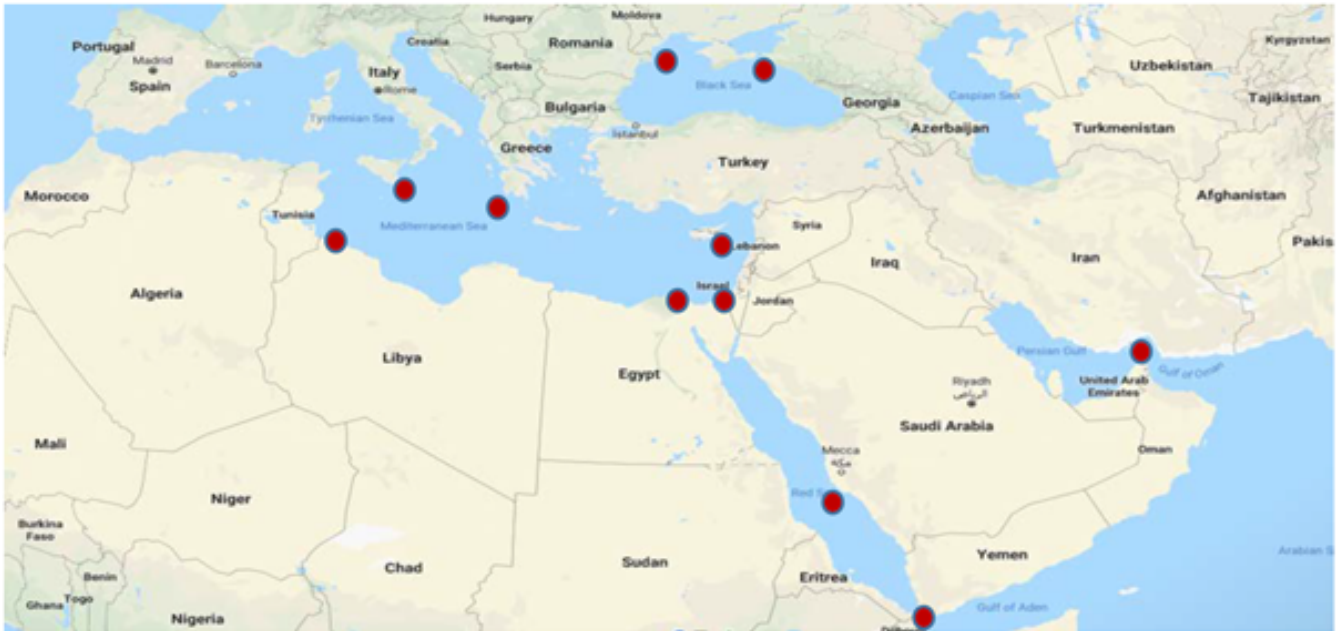 Hungary
Moldova
Portugal
Croatia
Romania
Kyrgyzstan
Madrid
Barcelona
Italy
Serbia
Uzbekistan
Spain
Rome
Black Sea
Caspian Sea
Tajikistan
Bulgaria
Georgia
Tyrrhenian Sea
Istanbul
Azerbaijan
Turkmenistan
Greece
Turkey
Morocco
Afghanistan
Tunisia
Mediterranean Sea
Syria
Lebanon
Pakis
Iraq
Iran
Algeria
Israel
Jordan
Libya
Persian Gulf
Gulf of Oman
Egypt
Riyadh
الرياض
United Arab
Emirates
Saudi Arabia
Mali
Mecca
مكة
Oman
Niger
Red S
Burkina
Faso
Yemen
Arabian S
Chad
Sudan
Benin
Eritrea
Ghana
Togo
Nigeria
Gulf of Aden